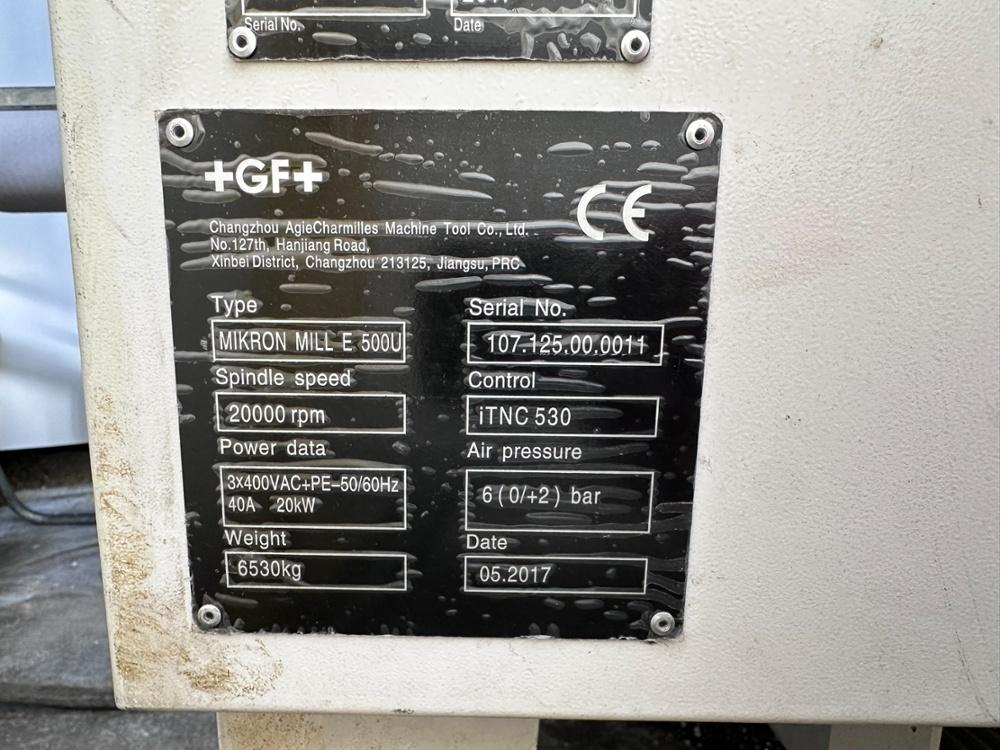 2017
Serial No. Date
+GF+
CE
Changzhou AgieCharmilles Machine Tool Co., Ltd.
No.127th, Hanjiang Road,
Xinbei District, Changzhou 213125, Jiangsu, PRC
Type Serial No.
MIKRON MILL E 500U 107.125.00.0011
Spindle speed Control
20000 rpm iTNC 530
Power data Air pressure
3x400VAC+PE-50/60Hz
40A 20kW
6 (0/+2) bar
Weight Date
6530kg 05.2017